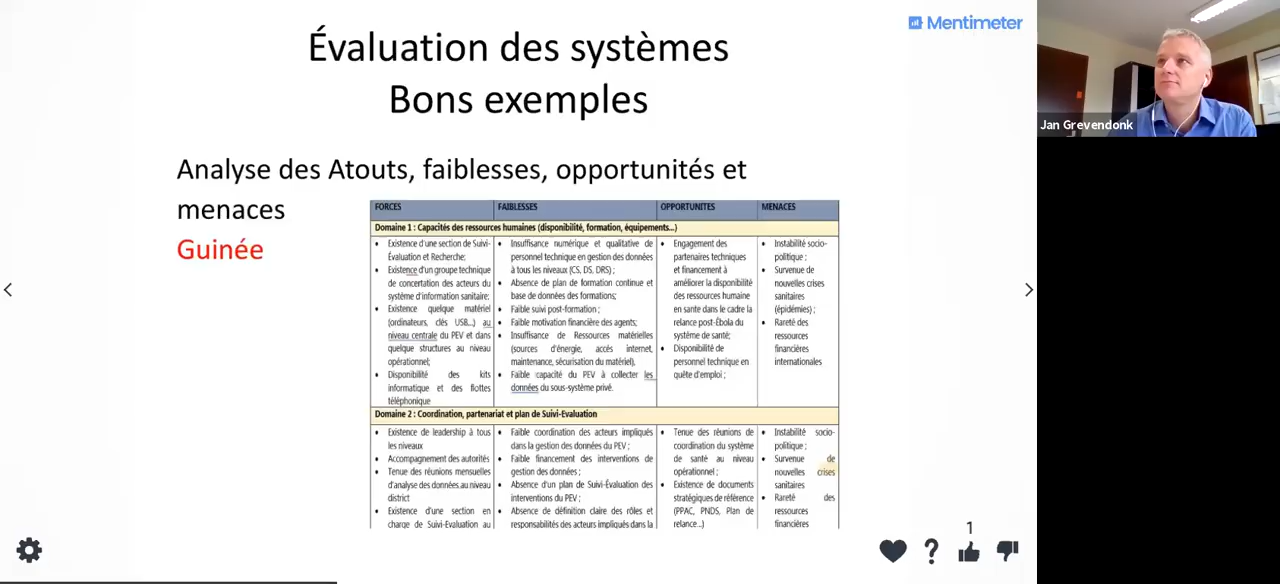 Mentimeter
Évaluation des systèmes
Bons exemples
Jan Grevendonk
Analyse des Atouts, faiblesses, opportunités et
menaces
Guinée
FORCES
FAIBLESSES
OPPORTUNITES
MENACES
Domaine 1 : Capacités des ressources humaines (disponibilité, formation, équipements...)
• Existence d'une section de Suivi-
Évaluation et Recherche;
• Existence d'un groupe technique
de concertation des acteurs du
système d'information sanitaire;
• Existence quelque matériel
(ordinateurs, clés USB...) au
niveau centrale du PEV et dans
quelque structures au niveau
opérationnel;
• Disponibilité des kits
informatique et des flottes
téléphonique
• Insuffisance numérique et qualitative de
personnel technique en gestion des données
à tous les niveaux (CS, DS, DRS) ;
• Absence de plan de formation continue et
base de données des formations;
• Faible suivi post-formation ;
• Faible motivation financière des agents;
• Insuffisance de Ressources matérielles
(sources d'énergie, accès internet,
maintenance, sécurisation du matériel),
• Faible capacité du PEV à collecter les
données du sous-système privé.
• Engagement des
partenaires techniques
et financement à
améliorer la disponibilité
des ressources humaine
en santé dans le cadre la
relance post-Ébola du
système de santé;
• Disponibilité de
personnel technique en
quête d'emploi ;
• Instabilité socio-
politique ;
• Survenue de
nouvelles crises
sanitaires
(épidémies) ;
• Rareté des
ressources
financières
internationales
Domaine 2 : Coordination, partenariat et plan de Suivi-Evaluation
• Existence de leadership à tous
les niveaux
• Accompagnement des autorités
• Tenue des réunions mensuelles
d'analyse des données au niveau
district
• Existence d'une section en
charge de Suivi-Evaluation au
• Faible coordination des acteurs impliqués
dans la gestion des données du PEV ;
• Faible financement des interventions de
gestion des données ;
• Absence d'un plan de Suivi-Évaluation des
interventions du PEV ;
• Absence de définition claire des rôles et
responsabilités des acteurs impliqués dans la
• Tenue des réunions de
coordination du système
de santé au niveau
opérationnel ;
• Existence de documents
stratégiques de référence
(PPAC, PNDS, Plan de
relance...)
• Instabilité socio-
politique ;
• Survenue de
nouvelles crises
sanitaires
• Rareté des
ressources
financières
1